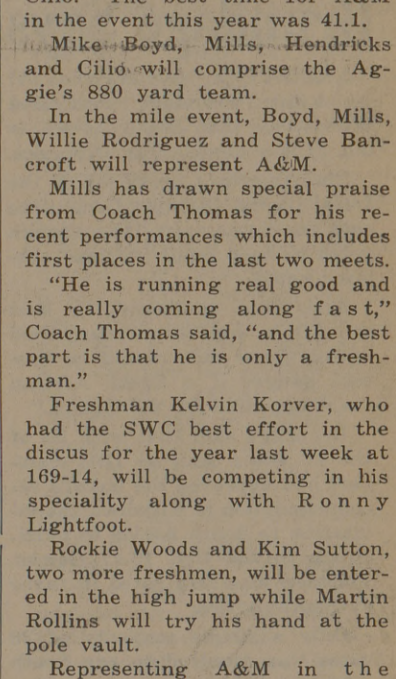 Cilio. The best time for A&M
in the event this year was 41.1.
Mike Boyd, Mills, Hendricks
and Cilio will comprise the Ag-
gie's 880 yard team.
In the mile event, Boyd, Mills,
Willie Rodriguez and Steve Ban-
croft will represent A&M.
Mills has drawn special praise
from Coach Thomas for his re-
cent performances which includes
first places in the last two meets.
"He is running real good and
is really coming along fast,"
Coach Thomas said, "and the best
part is that he is only a fresh-
man."
Freshman Kelvin Korver, who
had the SWC best effort in the
discus for the year last week at
169-14, will be competing in his
speciality along with Ronny
Lightfoot.
Rockie Woods and Kim Sutton,
two more freshmen, will be enter-
ed in the high jump while Martin
Rollins will try his hand at the
pole vault.
Representing A&M in the